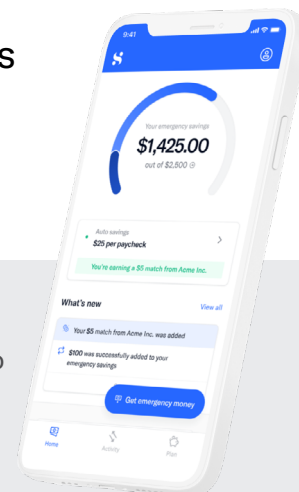 s
9:41
S
Your emergency savings
$1,425.00
out of $2,500
Auto savings
$25 per paycheck
You're earning a $5 match from Acme Inc.
What's new
View all
Your $5 match from Acme Inc. was added
$100 was successfully added to your
emergency savings
Get emergency money
Home
Activity
Plan